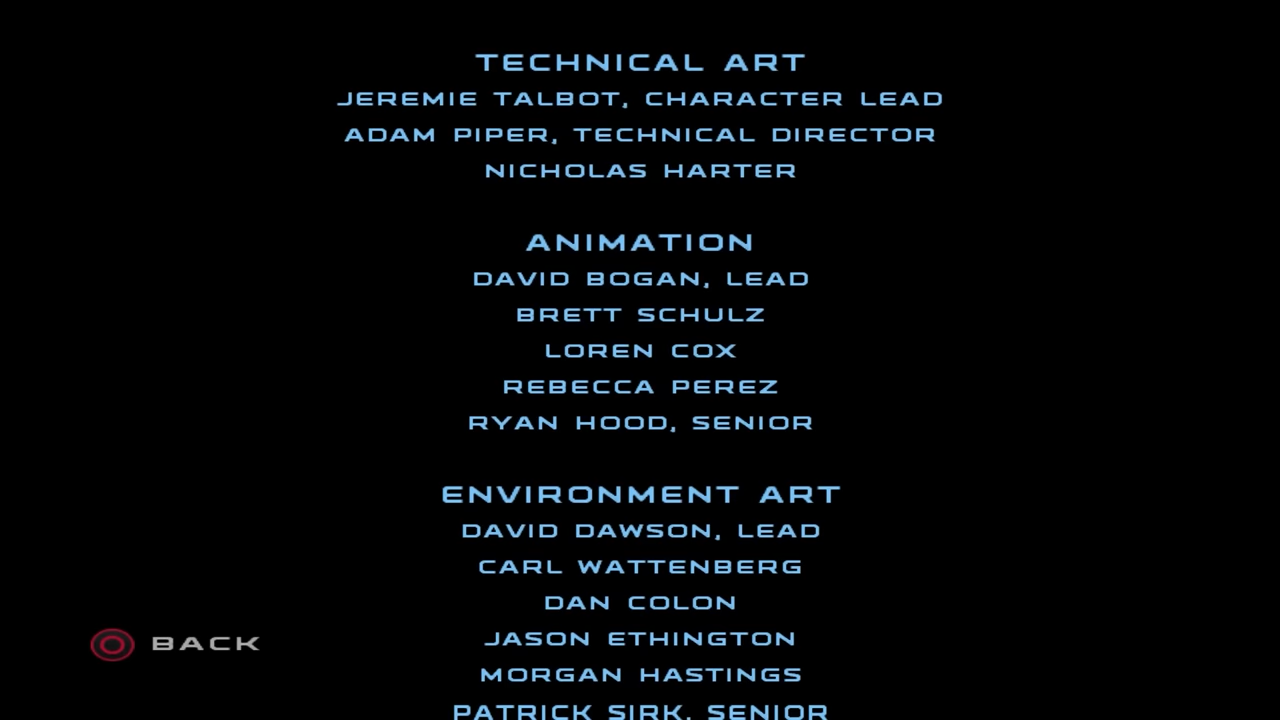 TECHNICAL ART
JEREMIE TALBOT, CHARACTER LEAD
ADAM PIPER, TECHNICAL DIRECTOR
NICHOLAS HARTER
ANIMATION
DAVID BOGAN, LEAD
BRETT SCHULZ
LOREN COX
REBECCA PEREZ
RYAN HOOD, SENIOR
ENVIRONMENT ART
DAVID DAWSON, LEAD
CARL WATTENBERG
DAN COLON
JASON ETHINGTON
MORGAN HASTINGS
PATRICK SIRK, SENIOR
BACK